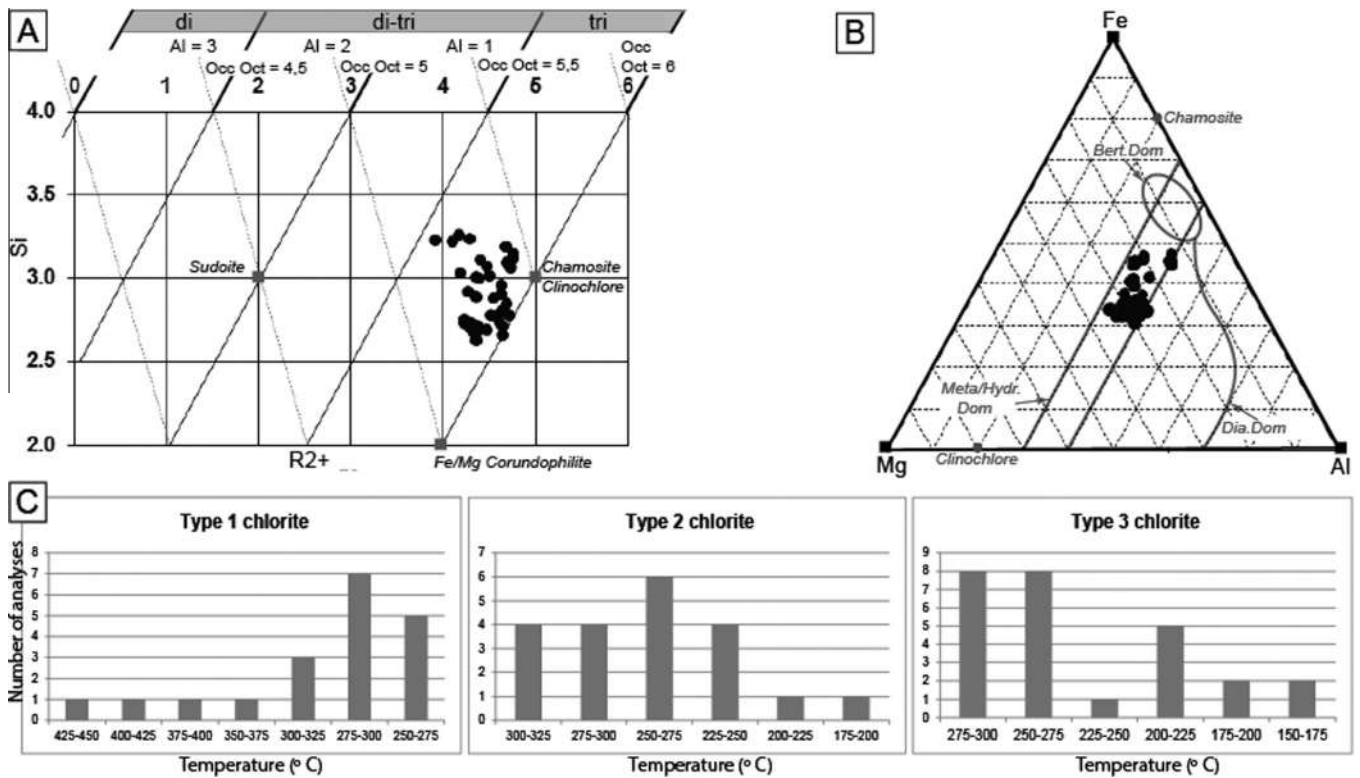 A
di di-tri tri
Al = 3 Al = 2 Al = 1 Occ
Occ Oct = 4,5 Occ Oct = 5 Occ Oct = 5,5 Oct = 6
0 1 2 3 4 5 6
4.0
3.5
Si
Sudoite
3.0
Chamosite
Clinochlore
2.5
2.0
R2+
Fe/Mg Corundophilite
B
Fe
Chamosite
Bert.Dom
Meta/Hydr.
Dom
Dia.Dom
Mg
Clinochlore
Al
C
Type 1 chlorite
Number of analyses
8
7
6
5
4
3
2
1
0
425-450 400-425 375-400 350-375 300-325 275-300 250-275
Temperature (º C)
Type 2 chlorite
7
6
5
4
3
2
1
0
300-325 275-300 250-275 225-250 200-225 175-200
Temperature (º C)
Type 3 chlorite
9
8
7
6
5
4
3
2
1
0
275-300 250-275 225-250 200-225 175-200 150-175
Temperature (º C)